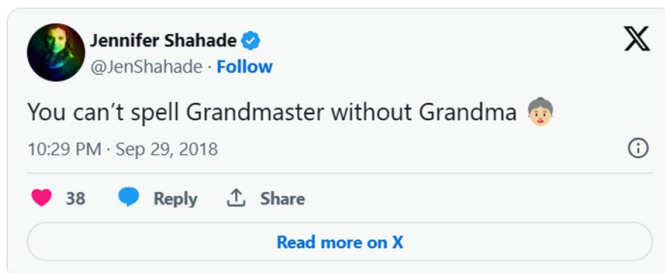 Jennifer Shahade
@JenShahade · Follow
You can’t spell Grandmaster without Grandma 👵
10:29 PM · Sep 29, 2018
38 Reply Share
Read more on X